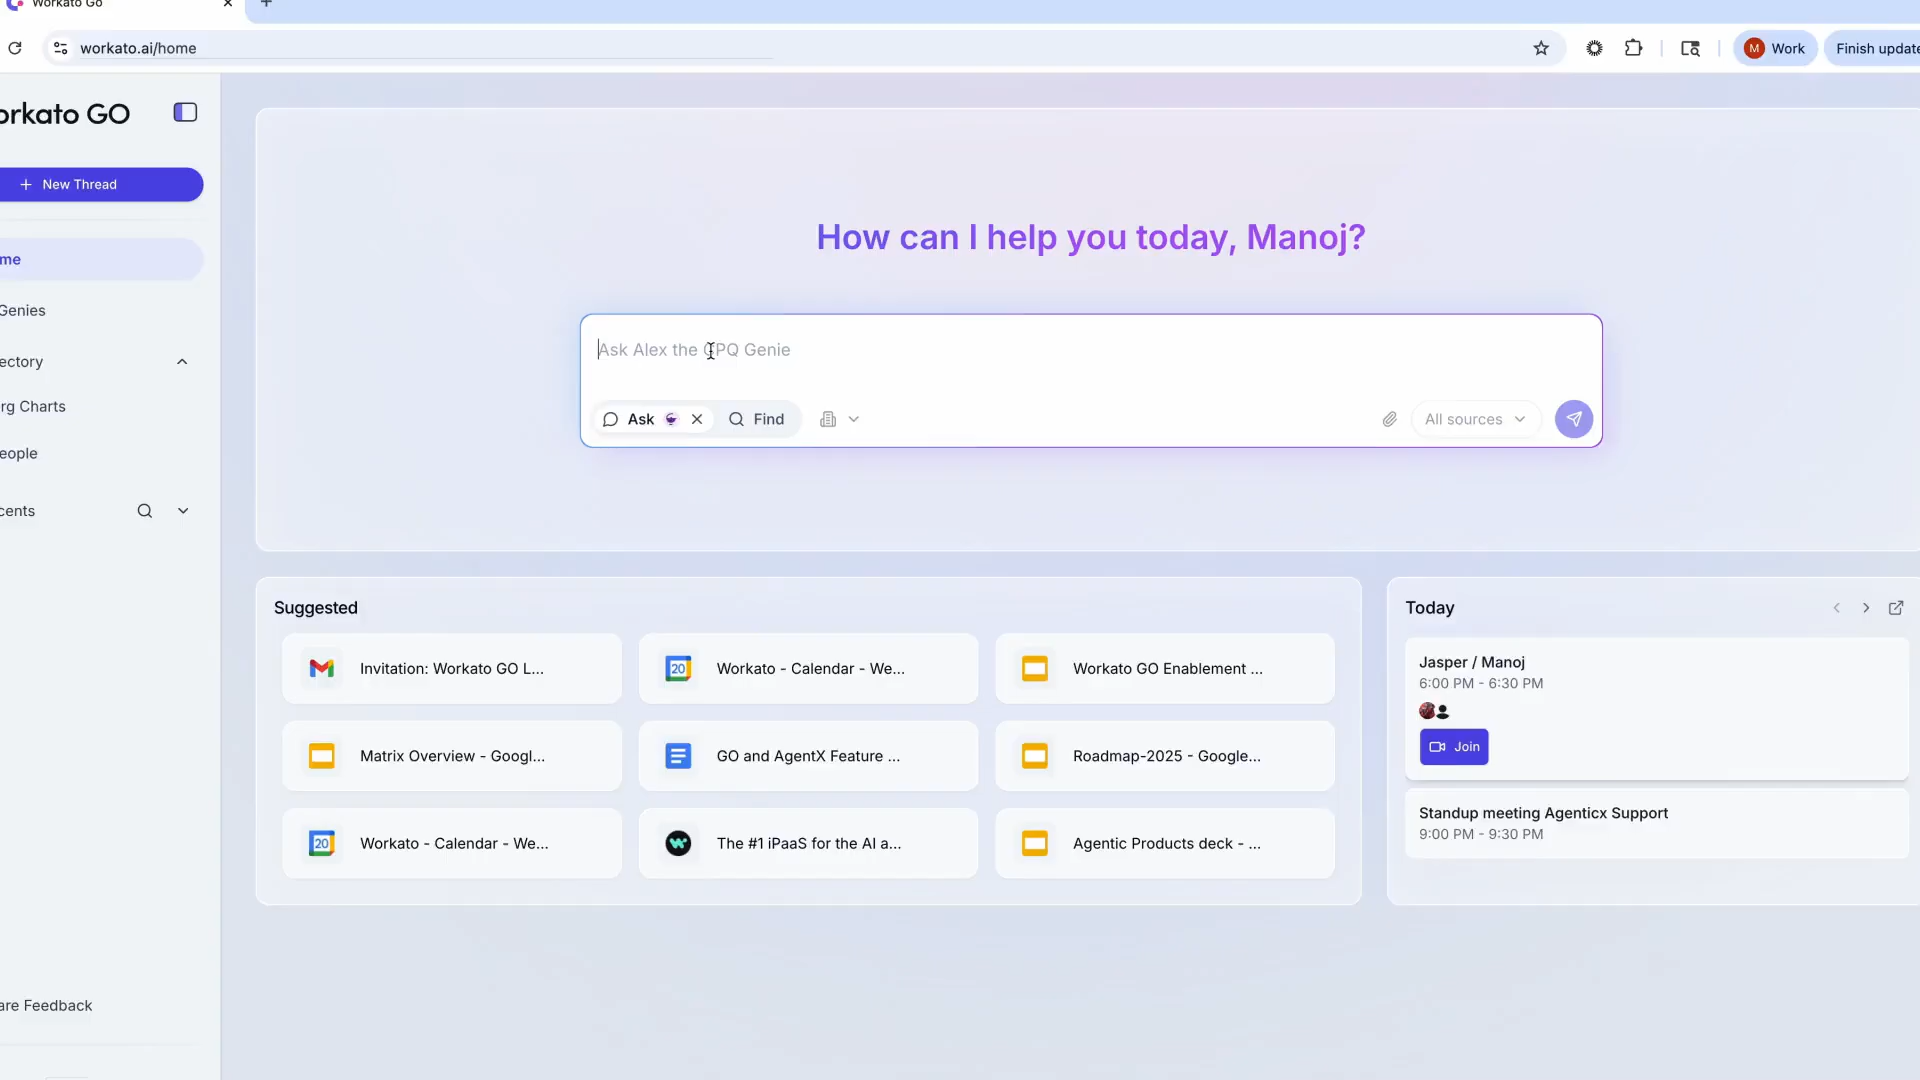 Workato Go
workato.ai/home
M Work
Finish update
orkato GO
New Thread
me
Genies
ectory
rg Charts
eople
cents
are Feedback
How can I help you today, Manoj?
Ask Alex the CPQ Genie
Ask
Find
All sources
Suggested
Invitation: Workato GO L...
20 Workato - Calendar - We...
Workato GO Enablement ...
Matrix Overview - Googl...
GO and AgentX Feature ...
Roadmap-2025 - Google...
20 Workato - Calendar - We...
The #1 iPaaS for the AI a...
Agentic Products deck - ...
Today
Jasper / Manoj
6:00 PM - 6:30 PM
Join
Standup meeting Agenticx Support
9:00 PM - 9:30 PM